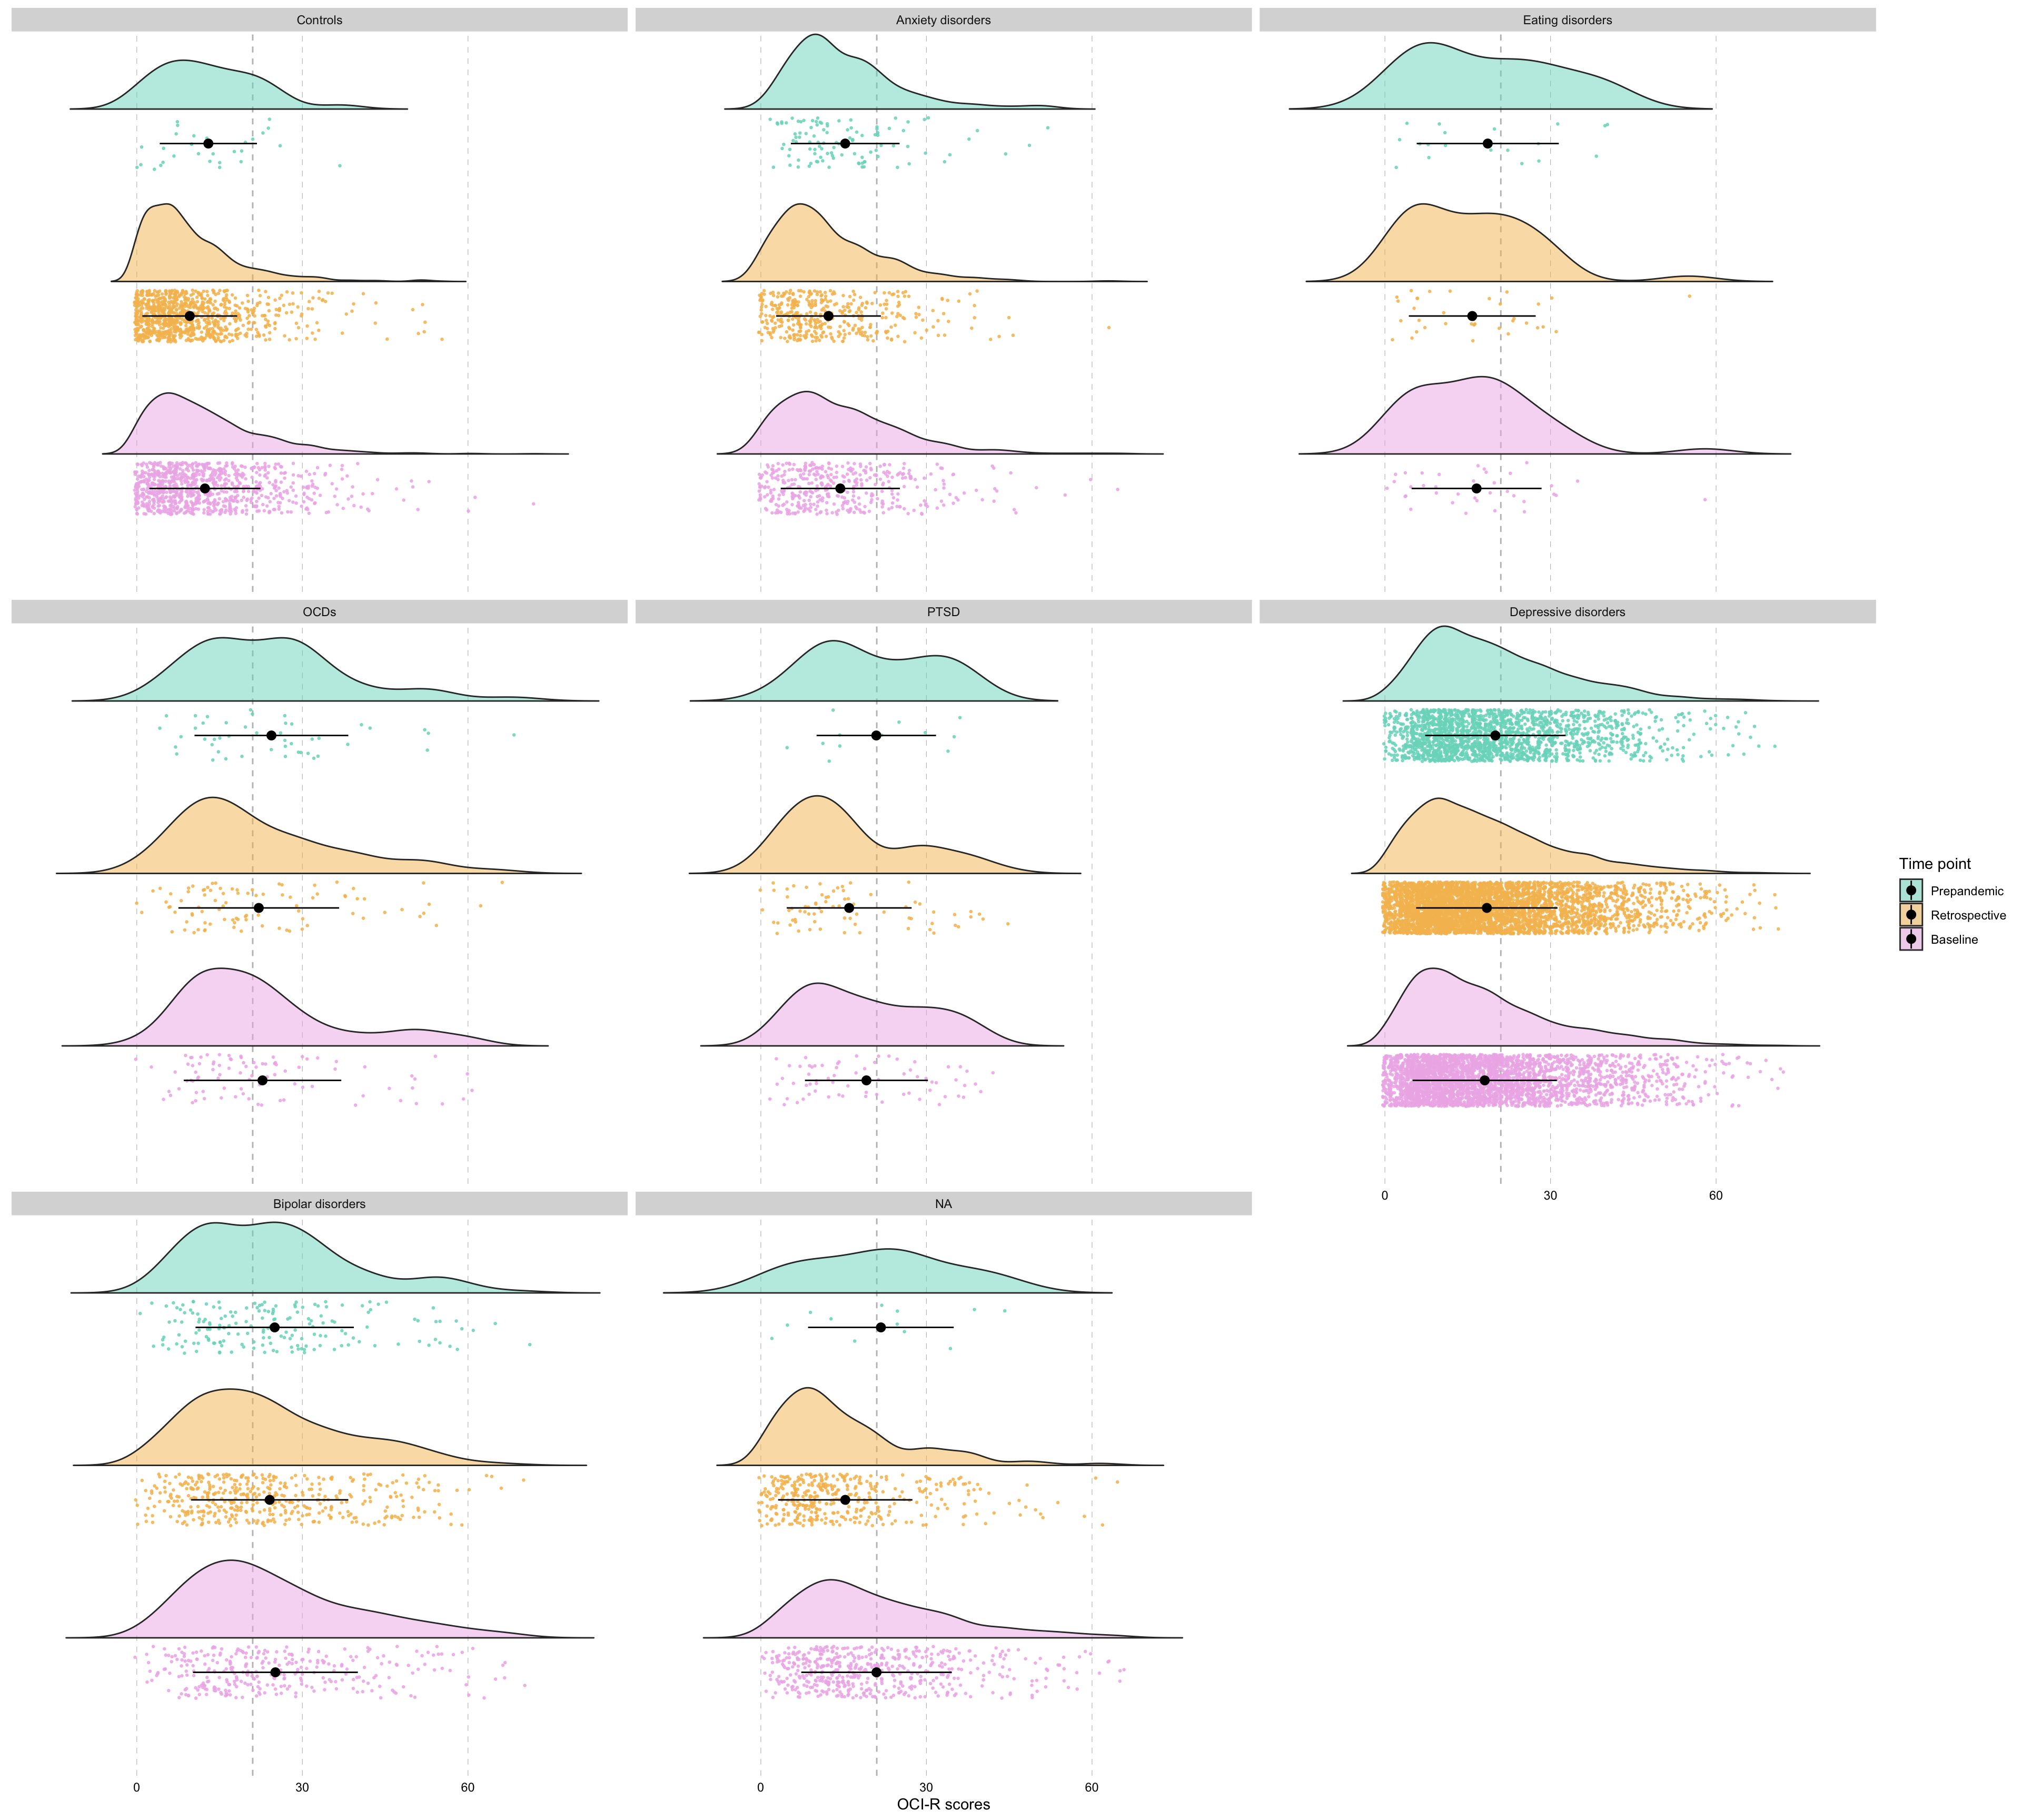 Controls
Anxiety disorders
Eating disorders
OCDs
PTSD
Depressive disorders
0 30 60
Time point
Prepandemic
Retrospective
Baseline
Bipolar disorders
NA
0 30 60
0 30 60
OCI-R scores